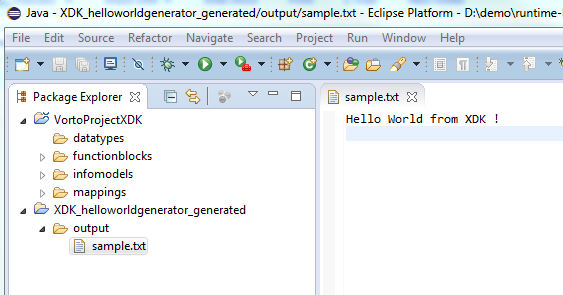 Java - XDK_helloworldgenerator_generated/output/sample.txt - Eclipse Platform - D:\demo\runtime-
File Edit Source Refactor Navigate Search Project Run Window Help
Package Explorer
sample.txt
Hello World from XDK !
VortoProjectXDK
datatypes
functionblocks
infomodels
mappings
XDK_helloworldgenerator_generated
output
sample.txt